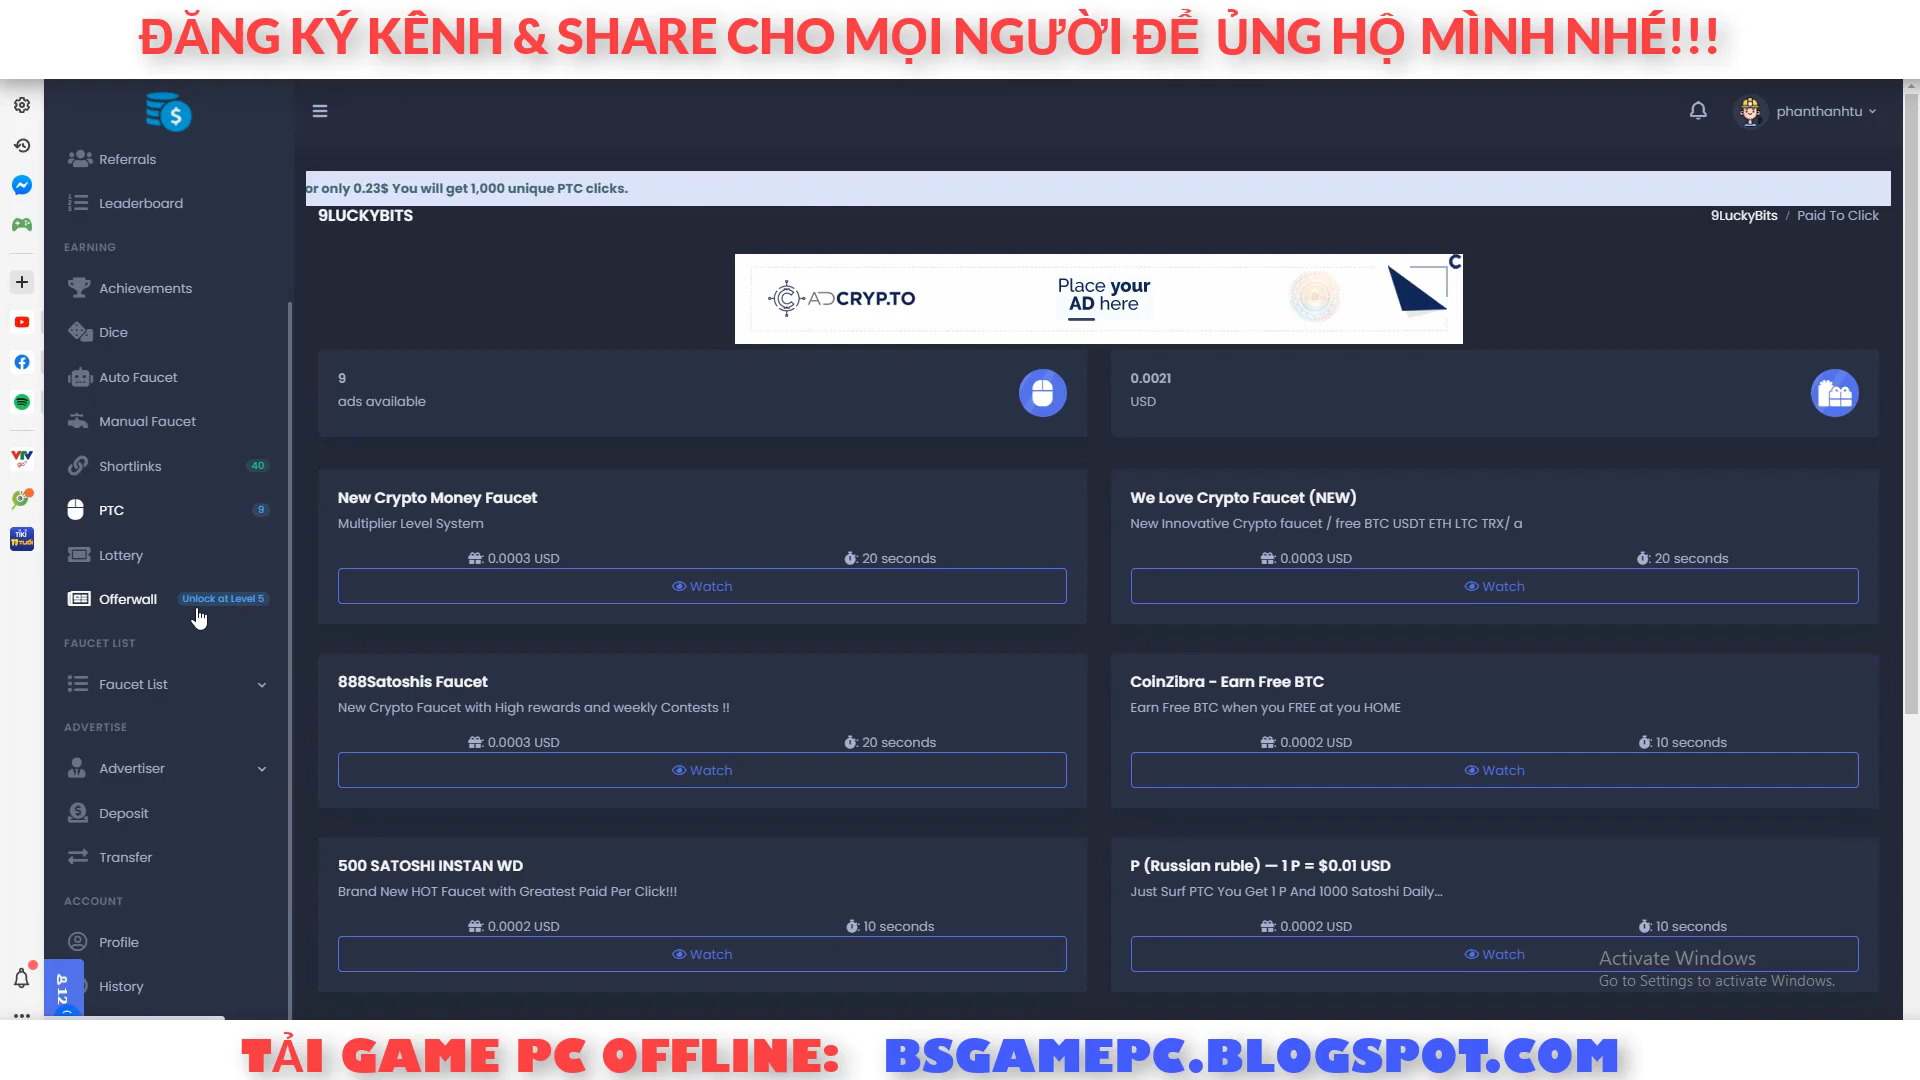 ĐĂNG KÝ KÊNH & SHARE CHO MỌI NGƯỜI ĐỂ ỦNG HỘ MÌNH NHÉ!!!
phanthanhtu
Referrals
Leaderboard
EARNING
Achievements
Dice
Auto Faucet
Manual Faucet
Shortlinks 40
PTC 9
Lottery
Offerwall Unlock at Level 5
FAUCET LIST
Faucet List
ADVERTISE
Advertiser
Deposit
Transfer
ACCOUNT
Profile
History
12
VTV
go
TIKI
or only 0.23$ You will get 1,000 unique PTC clicks.
9LUCKYBITS
9LuckyBits / Paid To Click
ADCRYP.TO
Place your
AD here
9
ads available
0.0021
USD
New Crypto Money Faucet
Multiplier Level System
: 0.0003 USD
: 20 seconds
Watch
We Love Crypto Faucet (NEW)
New Innovative Crypto faucet / free BTC USDT ETH LTC TRX/ a
: 0.0003 USD
: 20 seconds
Watch
888Satoshis Faucet
New Crypto Faucet with High rewards and weekly Contests !!
: 0.0003 USD
: 20 seconds
Watch
CoinZibra - Earn Free BTC
Earn Free BTC when you FREE at you HOME
: 0.0002 USD
: 10 seconds
Watch
500 SATOSHI INSTAN WD
Brand New HOT Faucet with Greatest Paid Per Click!!!
: 0.0002 USD
: 10 seconds
Watch
P (Russian ruble) — 1 P = $0.01 USD
Just Surf PTC You Get 1 P And 1000 Satoshi Daily...
: 0.0002 USD
: 10 seconds
Watch
Activate Windows
Go to Settings to activate Windows.
TẢI GAME PC OFFLINE: BSGAMEPC.BLOGSPOT.COM